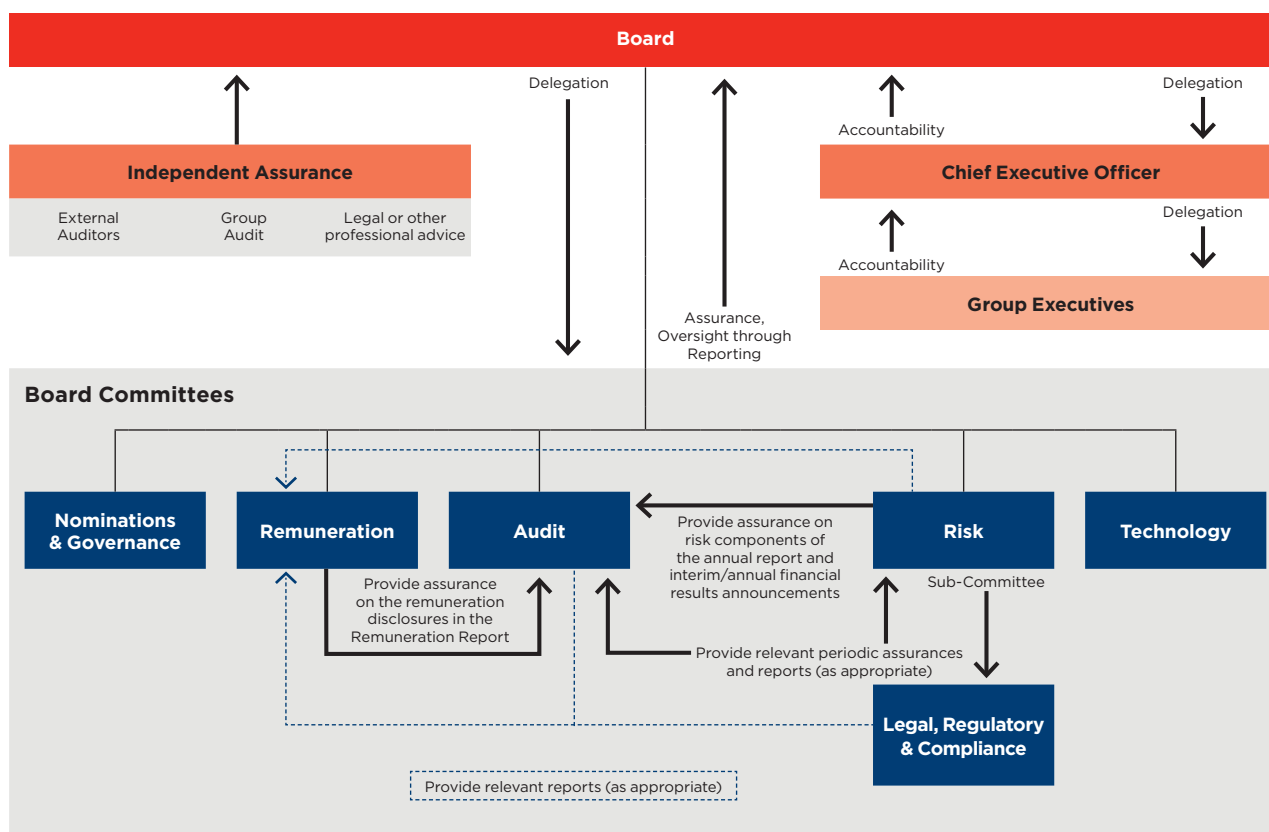 Board
Delegation
Delegation
Accountability
Independent Assurance
Chief Executive Officer
External
Auditors
Group
Audit
Legal or other
professional advice
Delegation
Accountability
Group Executives
Assurance,
Oversight through
Reporting
Board Committees
Nominations
& Governance
Remuneration
Audit
Provide assurance on
risk components of
the annual report and
interim/annual financial
results announcements
Risk
Technology
Provide assurance
on the remuneration
disclosures in the
Remuneration Report
Sub-Committee
Provide relevant periodic assurances
and reports (as appropriate)
Legal, Regulatory
& Compliance
Provide relevant reports (as appropriate)